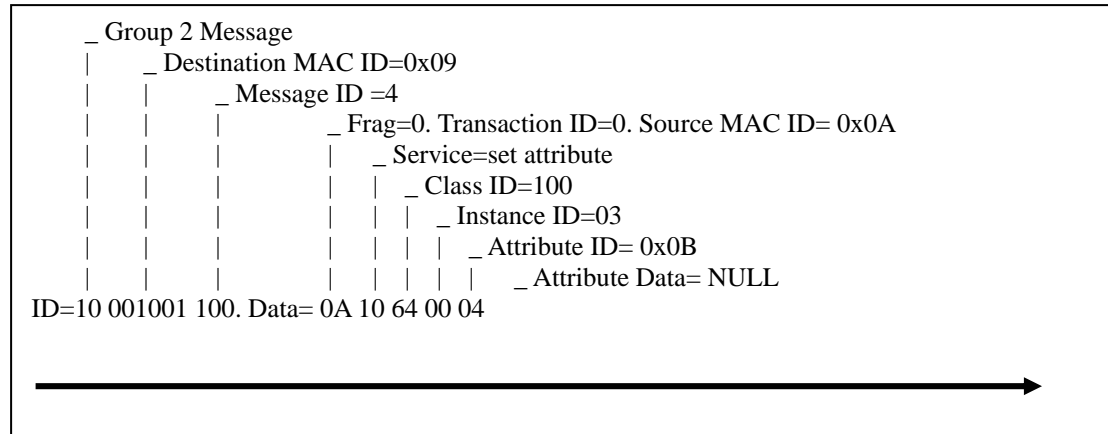 _ Group 2 Message
| _ Destination MAC ID=0x09
| | _ Message ID =4
| | | _ Frag=0. Transaction ID=0. Source MAC ID= 0x0A
| | | | _ Service=set attribute
| | | | | _ Class ID=100
| | | | | | _ Instance ID=03
| | | | | | | _ Attribute ID= 0x0B
| | | | | | | | _ Attribute Data= NULL
ID=10 001001 100. Data= 0A 10 64 00 04